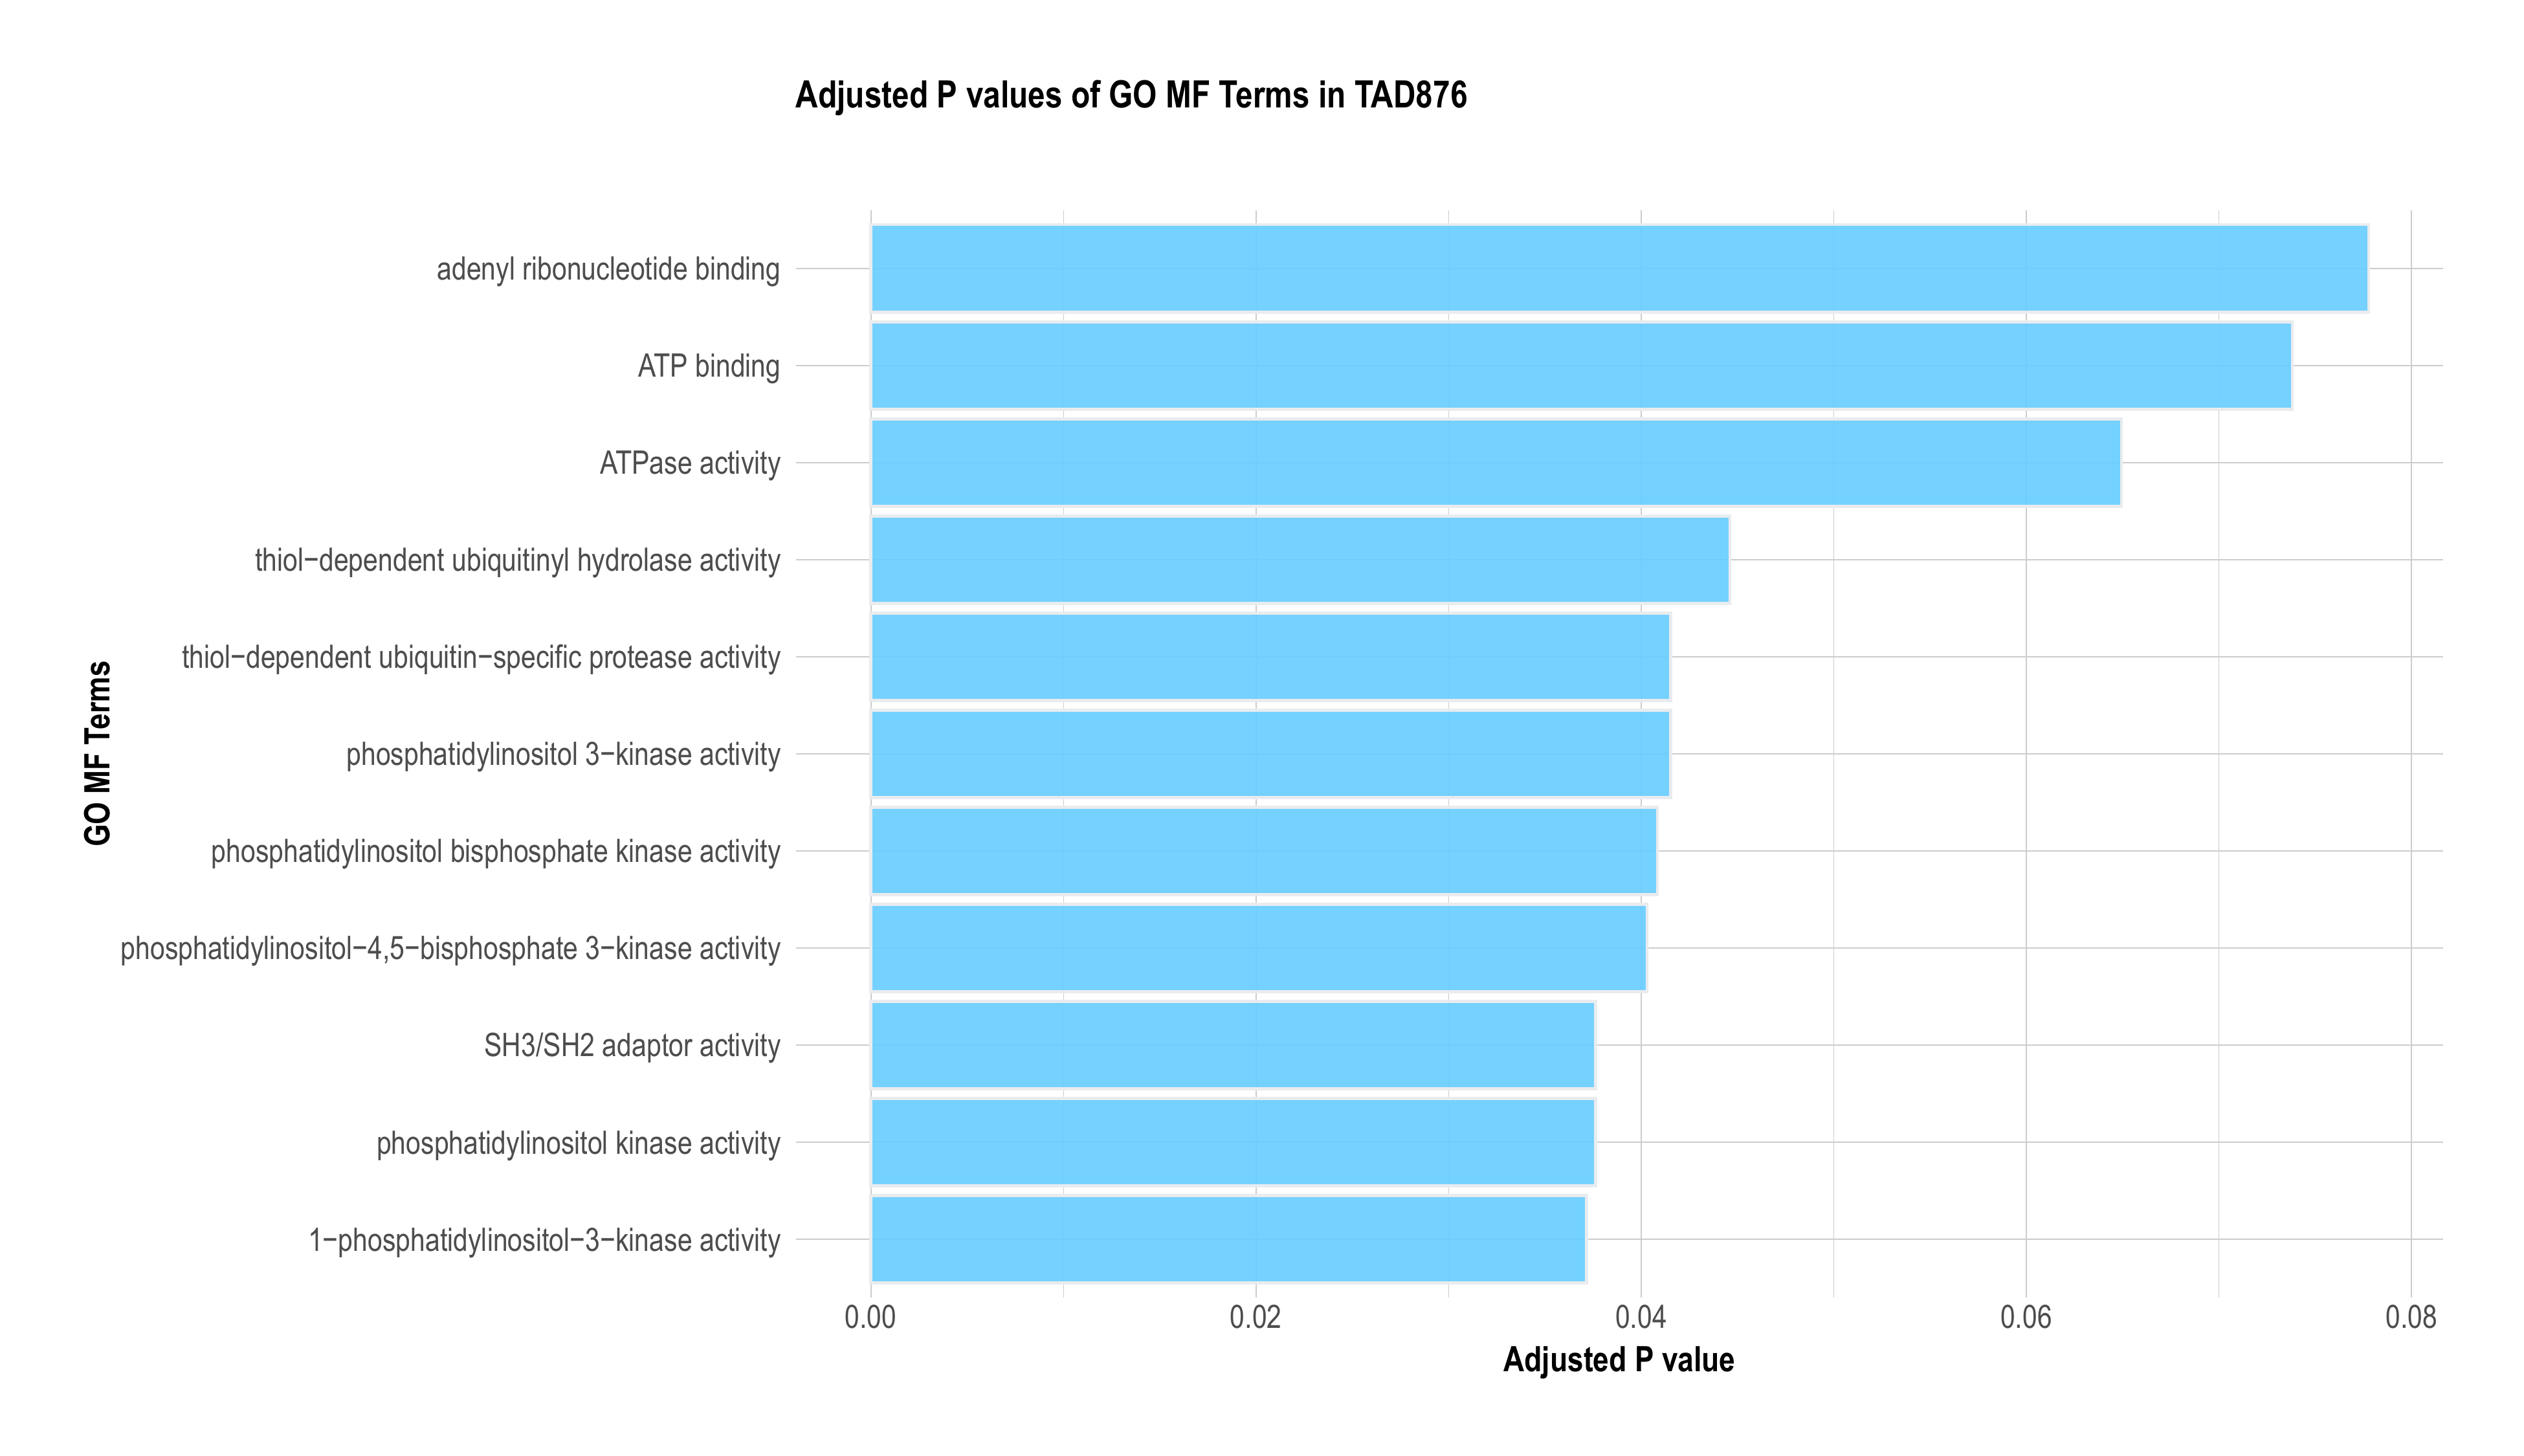 Adjusted P values of GO MF Terms in TAD876
GO MF Terms
adenyl ribonucleotide binding
ATP binding
ATPase activity
thiol−dependent ubiquitinyl hydrolase activity
thiol−dependent ubiquitin−specific protease activity
phosphatidylinositol 3−kinase activity
phosphatidylinositol bisphosphate kinase activity
phosphatidylinositol−4,5−bisphosphate 3−kinase activity
SH3/SH2 adaptor activity
phosphatidylinositol kinase activity
1−phosphatidylinositol−3−kinase activity
0.00 0.02 0.04 0.06 0.08
Adjusted P value